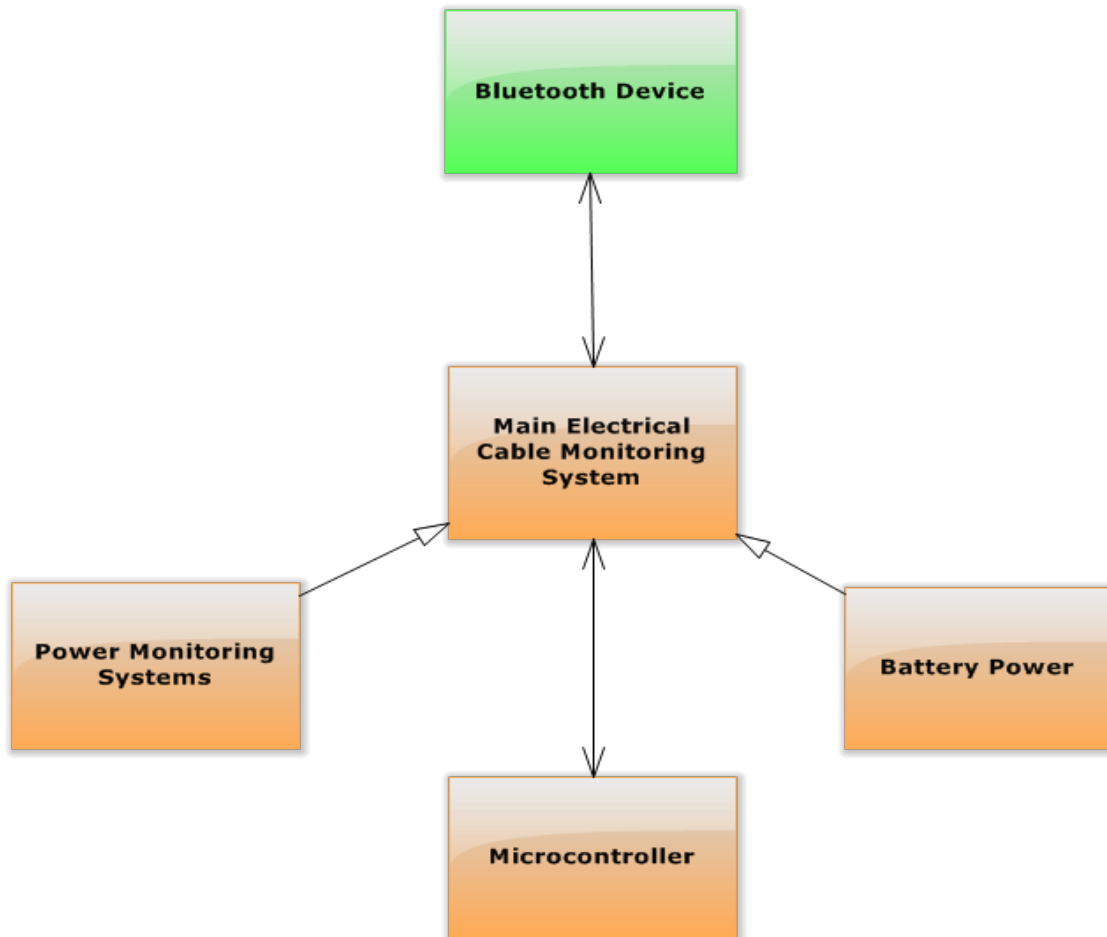 Bluetooth Device
Main Electrical
Cable Monitoring
System
Power Monitoring
Systems
Battery Power
Microcontroller